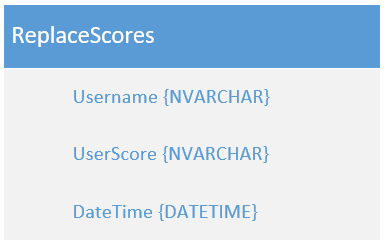 ReplaceScores
Username {NVARCHAR}
UserScore {NVARCHAR}
DateTime {DATETIME}